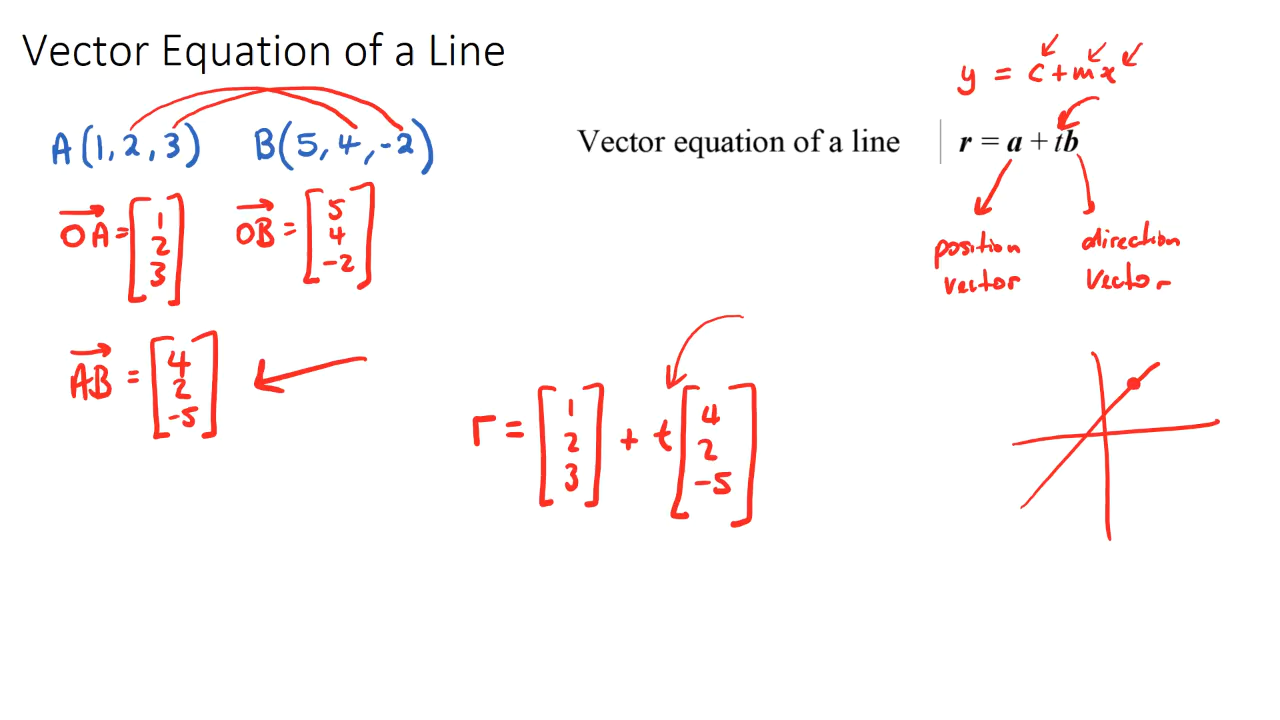 Vector Equation of a Line
y = c + mx
A(1, 2, 3) B(5, 4, -2)
Vector equation of a line r = a + tb
OA = [1 2 3] OB = [5 4 -2]
position vector
direction vector
AB = [4 2 -5]
r = [1 2 3] + t [4 2 -5]